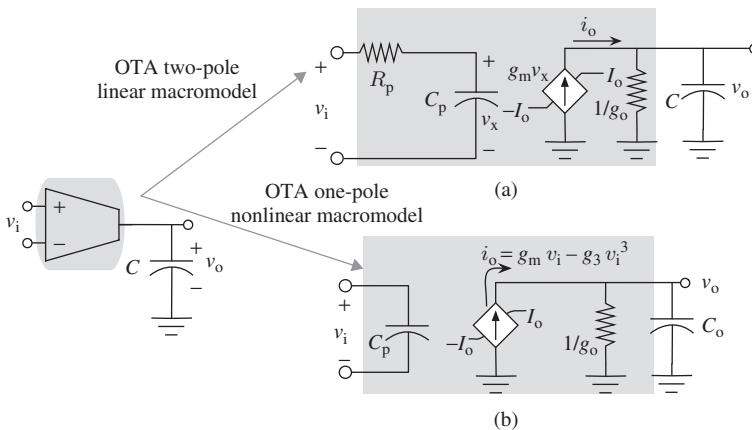 OTA two-pole
linear macromodel
+
v_i
−
R_p
C_p
+
v_x
−
g_m v_x
i_o
I_o
−I_o
1/g_o
C
+
v_o
−
(a)
v_i
+
−
C
+
v_o
−
OTA one-pole
nonlinear macromodel
i_o = g_m v_i − g_3 v_i^3
+
v_i
−
C_p
I_o
−I_o
1/g_o
v_o
C_o
(b)